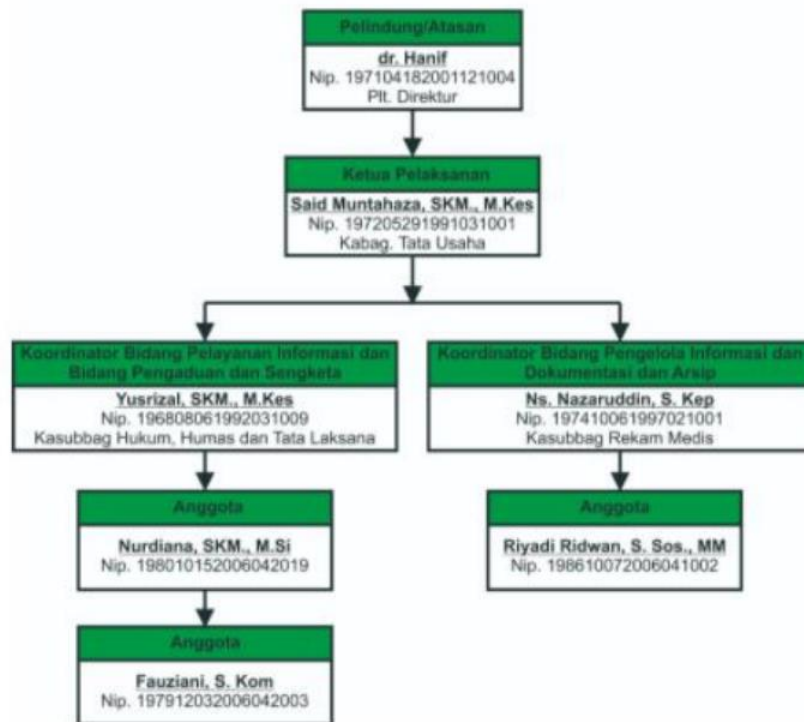 Pelindung/Atasan
dr. Hanif
Nip. 197104182001121004
Plt. Direktur
Ketua Pelaksanan
Said Muntahaza, SKM., M.Kes
Nip. 197205291991031001
Kabag. Tata Usaha
Koordinator Bidang Pelayanan Informasi dan
Bidang Pengaduan dan Sengketa
Yusrizal, SKM., M.Kes
Nip. 196808061992031009
Kasubbag Hukum, Humas dan Tata Laksana
Koordinator Bidang Pengelola Informasi dan
Dokumentasi dan Arsip
Ns. Nazaruddin, S. Kep
Nip. 197410061997021001
Kasubbag Rekam Medis
Anggota
Nurdiana, SKM., M.Si
Nip. 198010152006042019
Anggota
Riyadi Ridwan, S. Sos., MM
Nip. 198610072006041002
Anggota
Fauziani, S. Kom
Nip. 197912032006042003